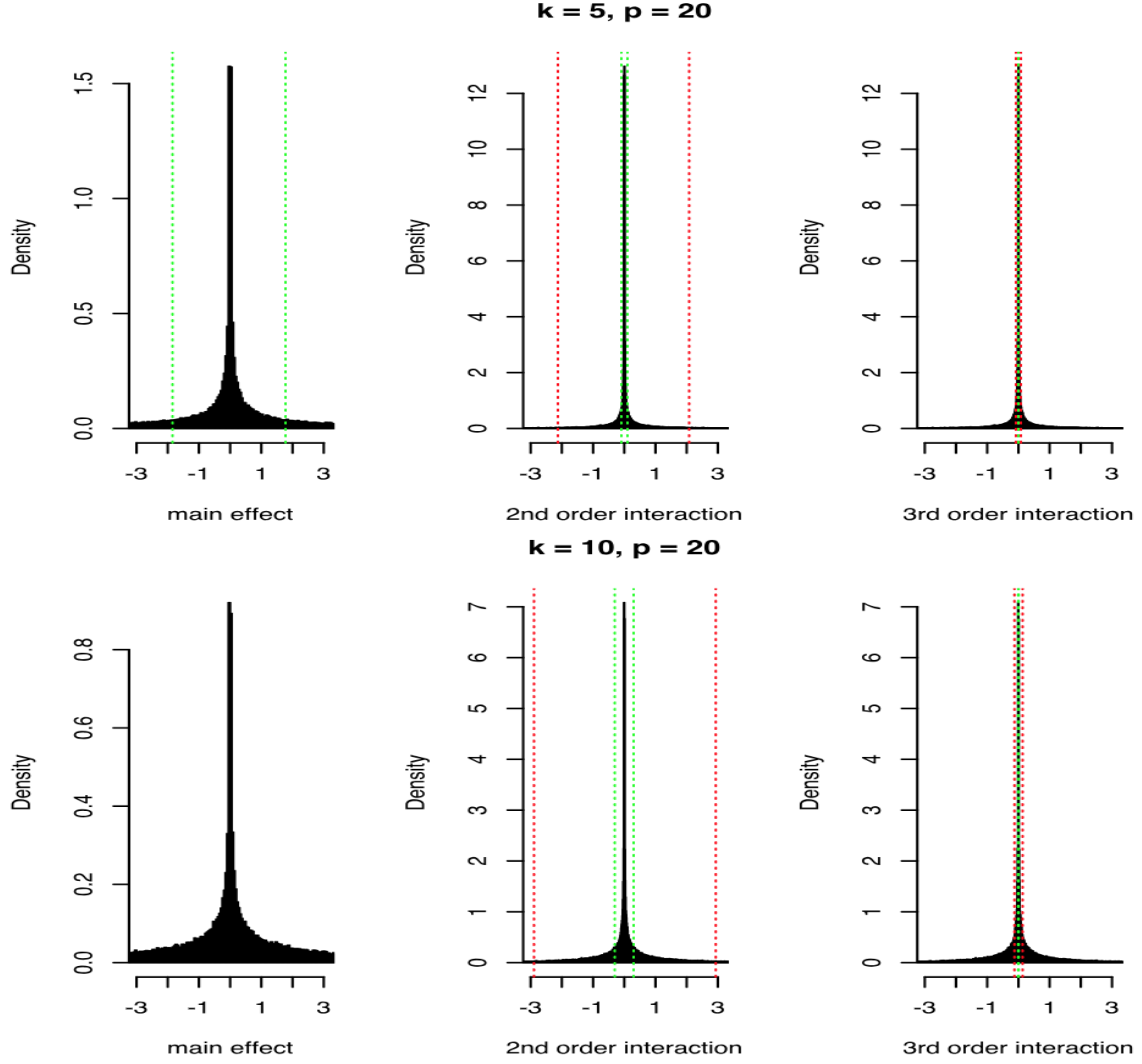 k = 5, p = 20
Density
0.0 0.5 1.0 1.5
-3 -1 1 3
main effect
Density
0 2 4 6 8 10 12
-3 -1 1 3
2nd order interaction
Density
0 2 4 6 8 10 12
-3 -1 1 3
3rd order interaction
k = 10, p = 20
Density
0.0 0.2 0.4 0.6 0.8
-3 -1 1 3
main effect
Density
0 1 2 3 4 5 6 7
-3 -1 1 3
2nd order interaction
Density
0 1 2 3 4 5 6 7
-3 -1 1 3
3rd order interaction